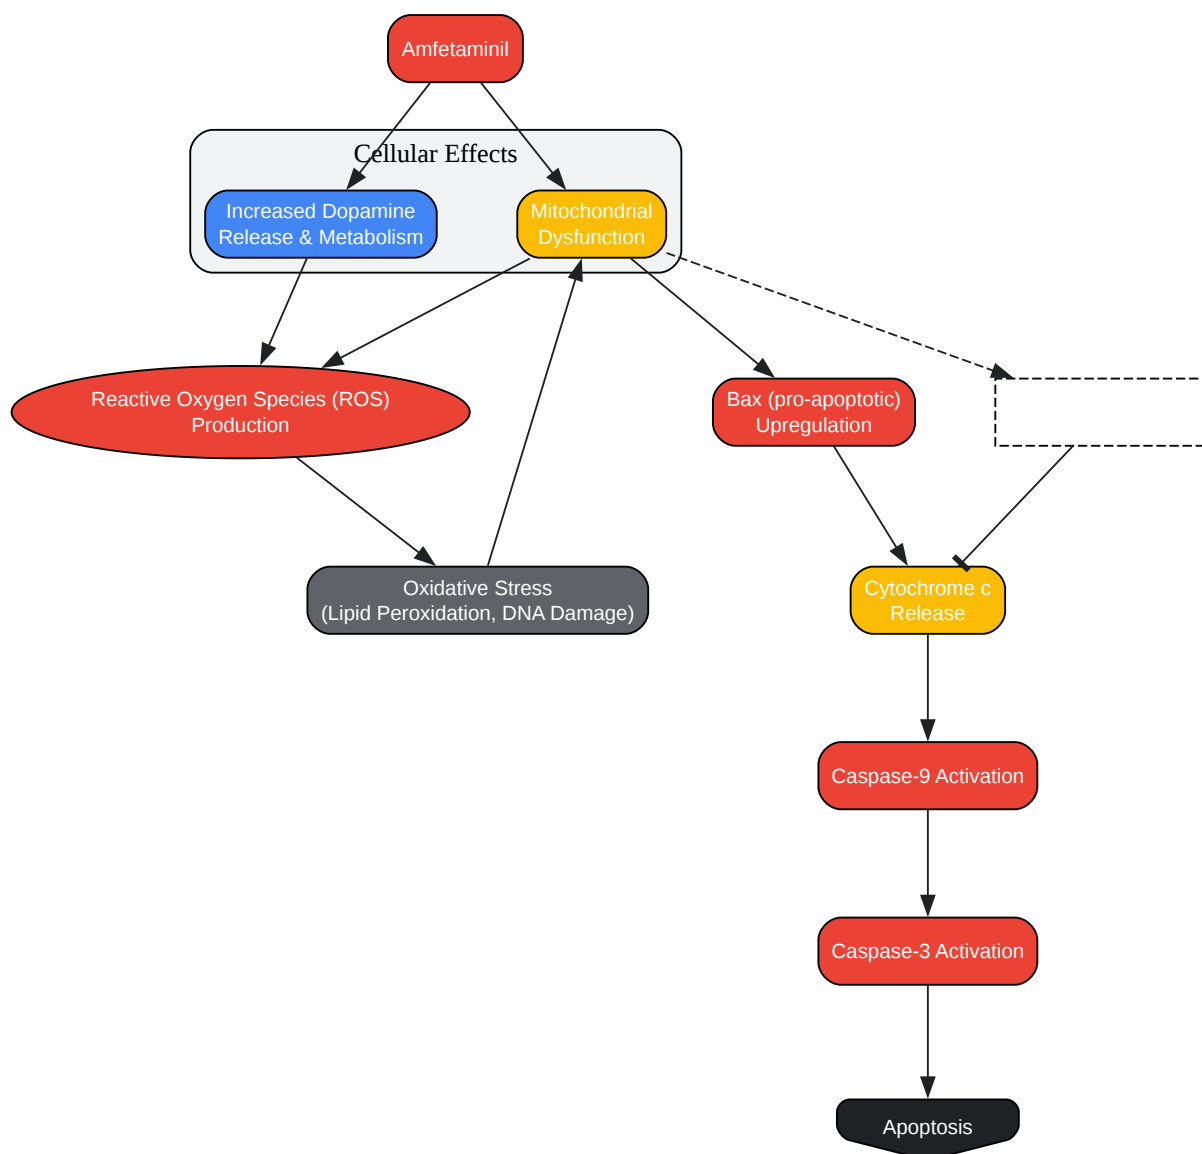 Amfetaminil
Cellular Effects
Increased Dopamine
Release & Metabolism
Mitochondrial
Dysfunction
Reactive Oxygen Species (ROS)
Production
Bax (pro-apoptotic)
Upregulation
Oxidative Stress
(Lipid Peroxidation, DNA Damage)
Cytochrome c
Release
Caspase-9 Activation
Caspase-3 Activation
Apoptosis